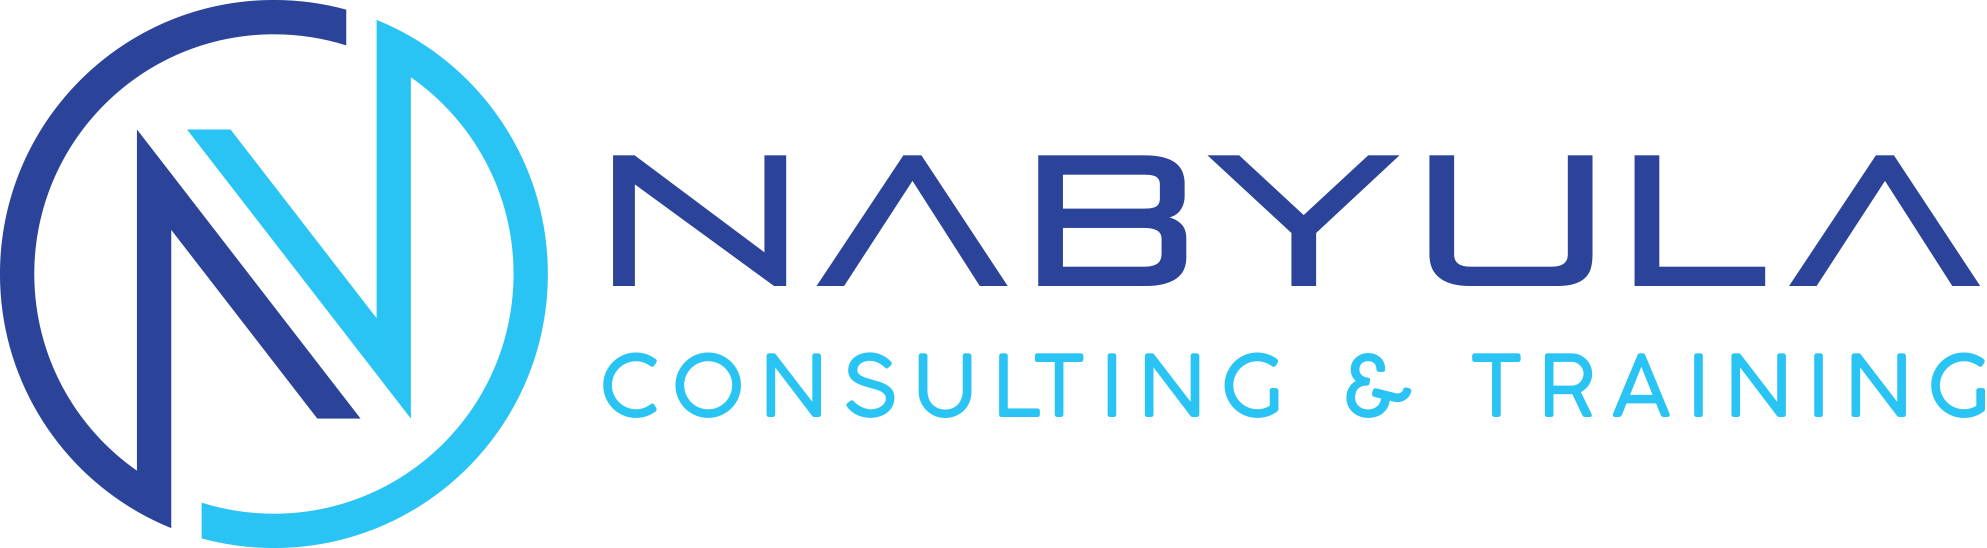 NABYULA
CONSULTING & TRAINING